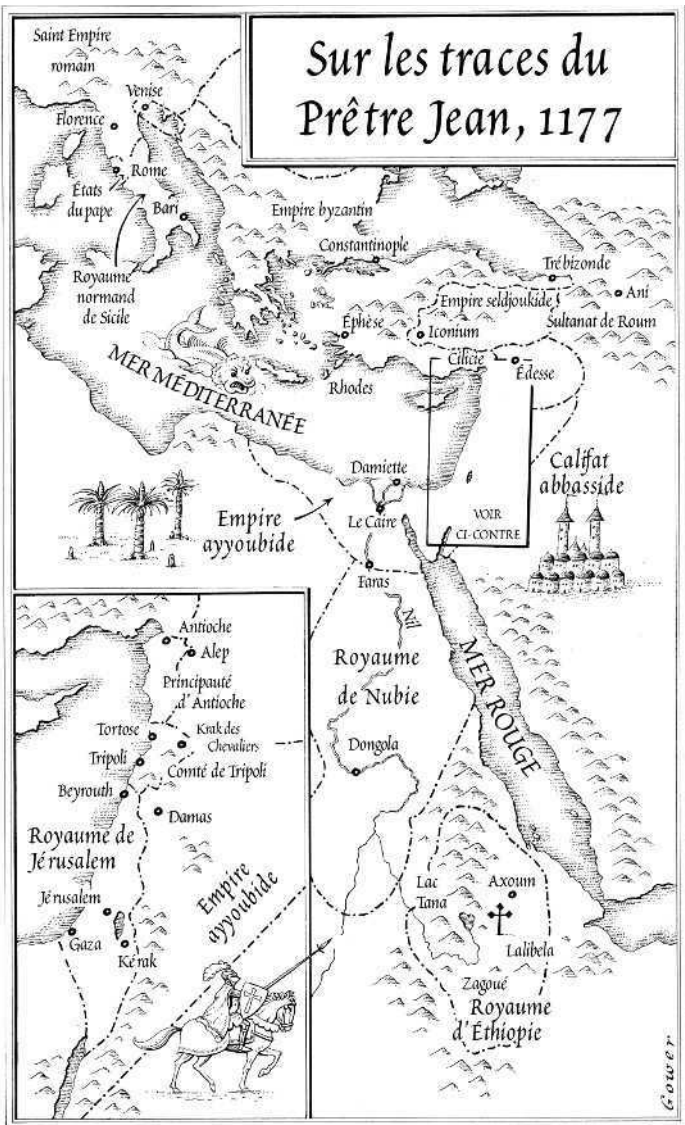 Sur les traces du
Prêtre Jean, 1177
Saint Empire
romain
Venise
Florence
Rome
États
du pape
Bari
Royaume
normand
de Sicile
Empire byzantin
Constantinople
Trébizonde
Ani
Empire seldjoukide
Sultanat de Roum
Éphèse
Iconium
Cilicie
Édesse
Rhodes
MER MÉDITERRANÉE
Damiette
Califat
abbasside
Empire
ayyoubide
Le Caire
VOIR
CI-CONTRE
Faras
Nil
Royaume
de Nubie
MER ROUGE
Dongola
Lac
Tana
Axoum
Lalibela
Zagoué
Royaume
d'Éthiopie
Gower
Antioche
Alep
Principauté
d'Antioche
Tortose
Krak des
Chevaliers
Tripoli
Comté de Tripoli
Beyrouth
Damas
Royaume de
Jérusalem
Empire
ayyoubide
Jérusalem
Gaza
Kérak